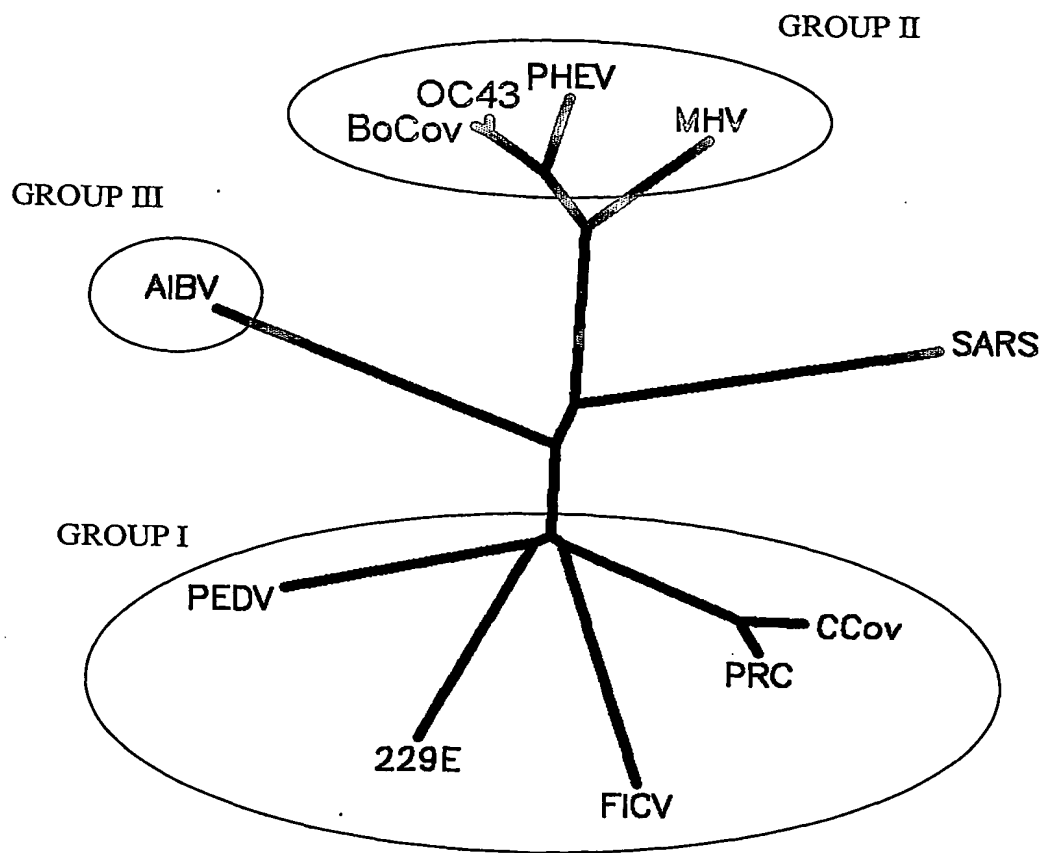 GROUP II
PHEV
OC43
BoCov
MHV
GROUP III
AIBV
SARS
GROUP I
PEDV
CCov
PRC
229E
FICV